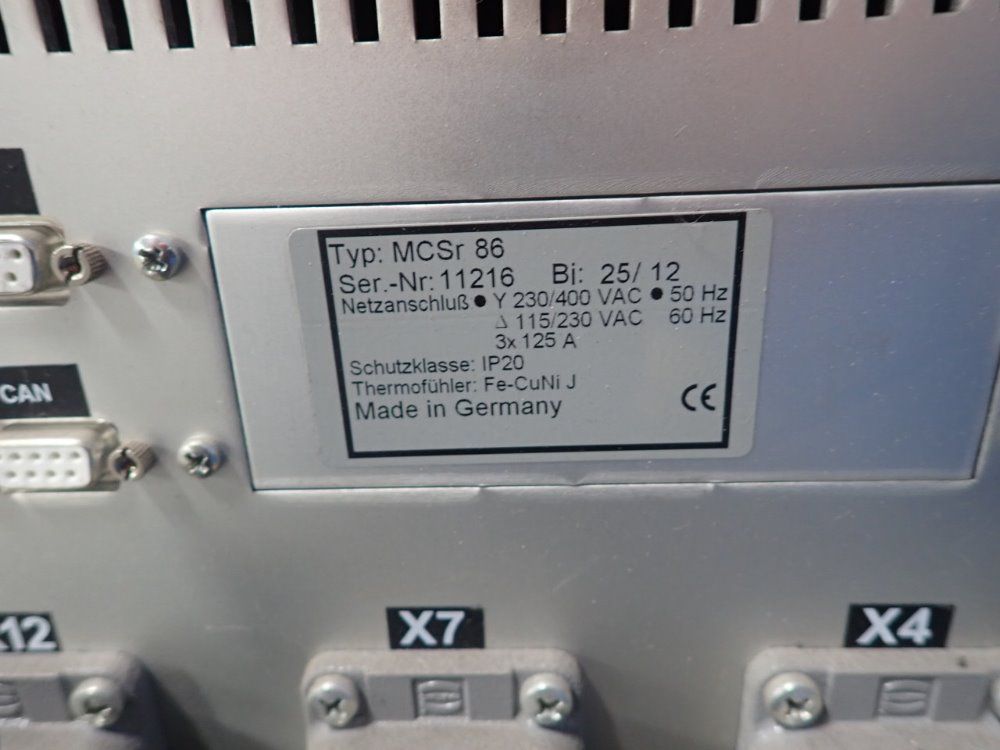 Typ: MCSr 86
Ser.-Nr: 11216 Bi: 25/ 12
Netzanschluß ● Y 230/400 VAC ● 50 Hz
Δ 115/230 VAC 60 Hz
3x 125 A
Schutzklasse: IP20
Thermofühler: Fe-CuNi J
Made in Germany CE
CAN
X12 X7 X4